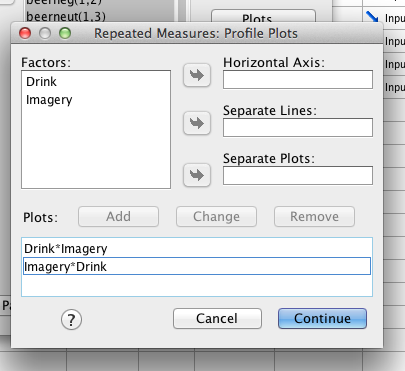 beerneg(1,2)
beerneut(1,3)
Plots
Inpu
Repeated Measures: Profile Plots
Inpu
Inpu
Inpu
Factors:
Horizontal Axis:
Drink
Imagery
Separate Lines:
Separate Plots:
Plots:
Add
Change
Remove
Drink*Imagery
Imagery*Drink
?
Cancel
Continue